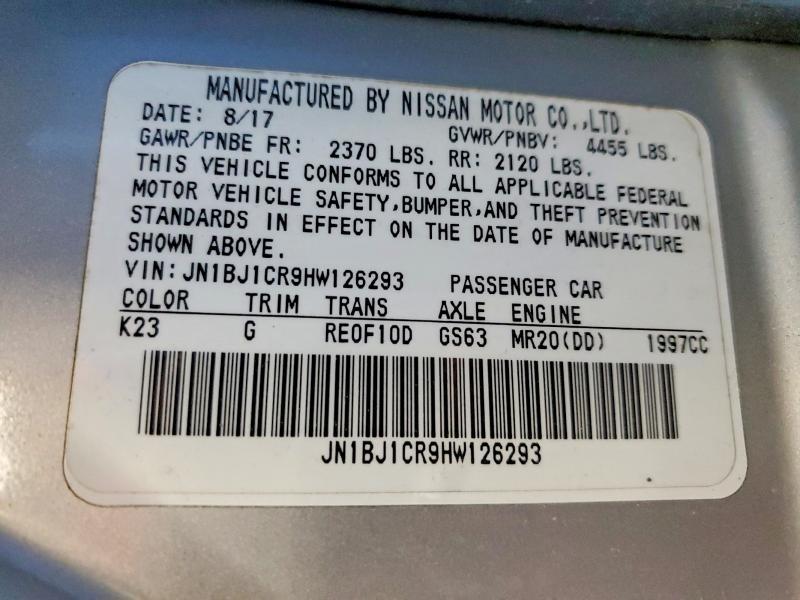 MANUFACTURED BY NISSAN MOTOR CO.,LTD.
DATE: 8/17 GVWR/PNBV: 4455 LBS.
GAWR/PNBE FR: 2370 LBS. RR: 2120 LBS.
THIS VEHICLE CONFORMS TO ALL APPLICABLE FEDERAL
MOTOR VEHICLE SAFETY,BUMPER,AND THEFT PREVENTION
STANDARDS IN EFFECT ON THE DATE OF MANUFACTURE
SHOWN ABOVE.
VIN:JN1BJ1CR9HW126293 PASSENGER CAR
COLOR TRIM TRANS AXLE ENGINE
K23 G RE0F10D GS63 MR20(DD) 1997CC
JN1BJ1CR9HW126293